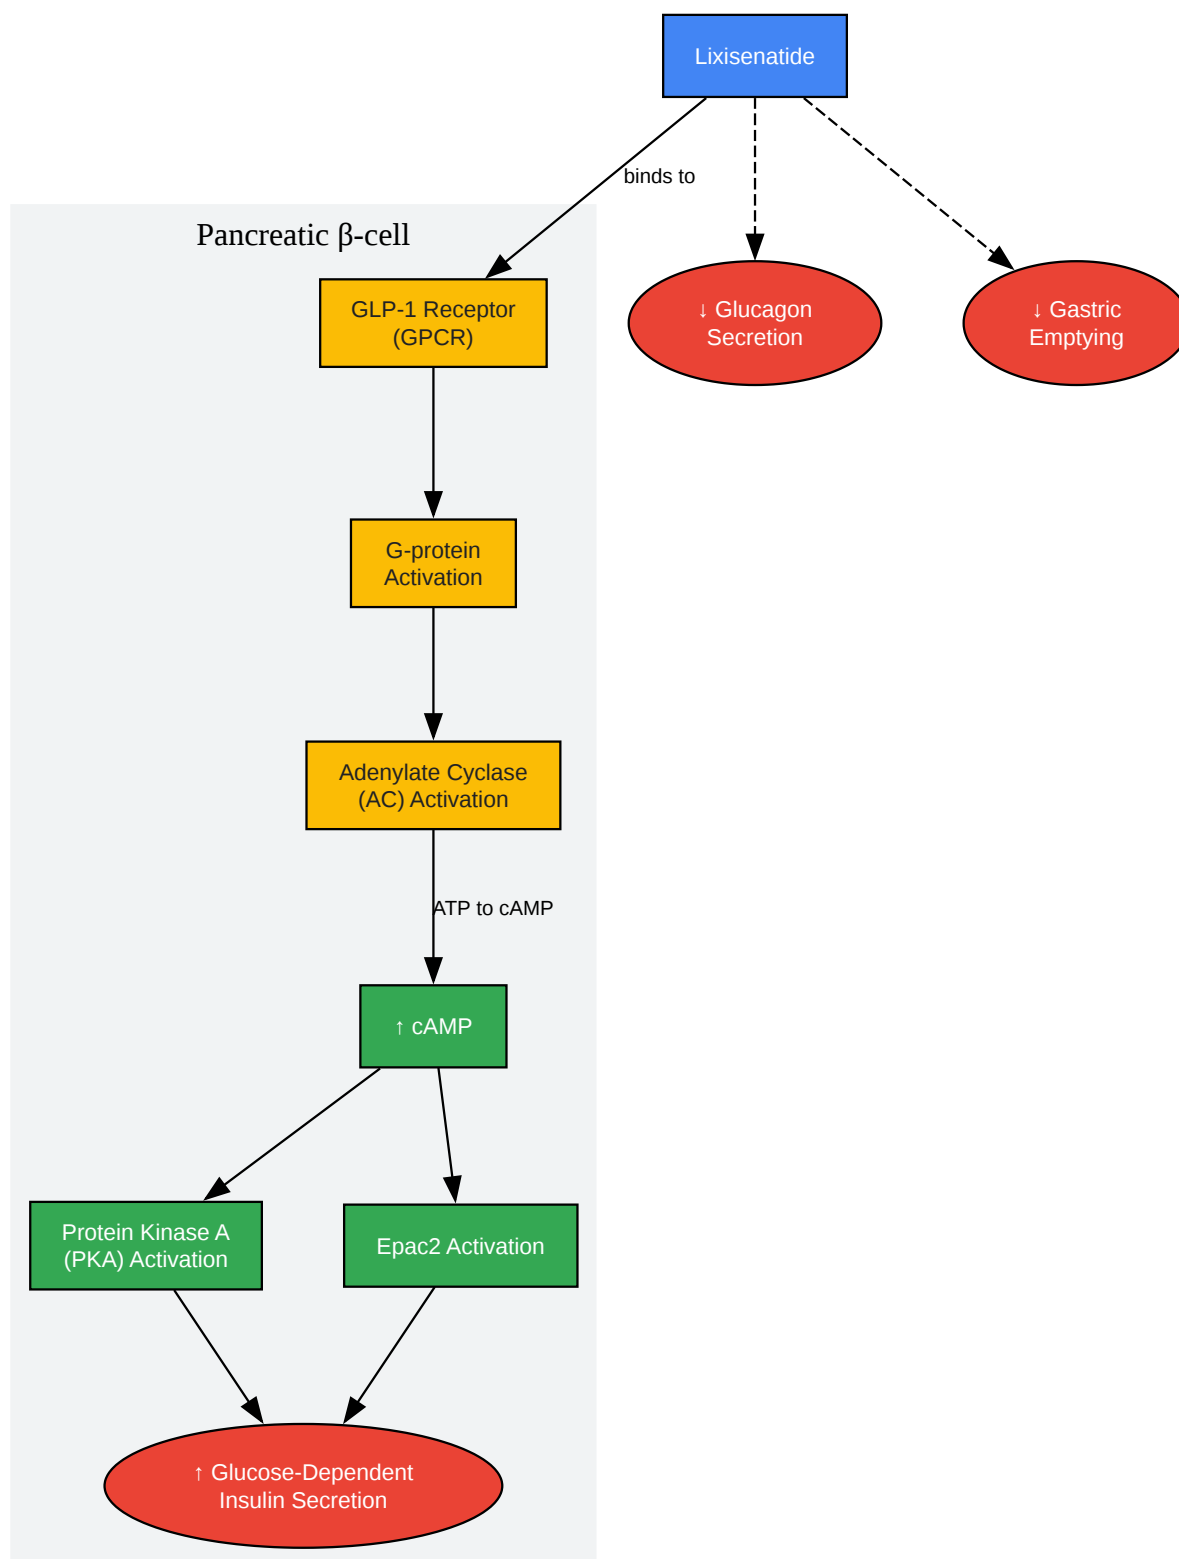 Lixisenatide
binds to
Pancreatic β-cell
GLP-1 Receptor
(GPCR)
↓ Glucagon
Secretion
↓ Gastric
Emptying
G-protein
Activation
Adenylate Cyclase
(AC) Activation
ATP to cAMP
↑ cAMP
Protein Kinase A
(PKA) Activation
Epac2 Activation
↑ Glucose-Dependent
Insulin Secretion